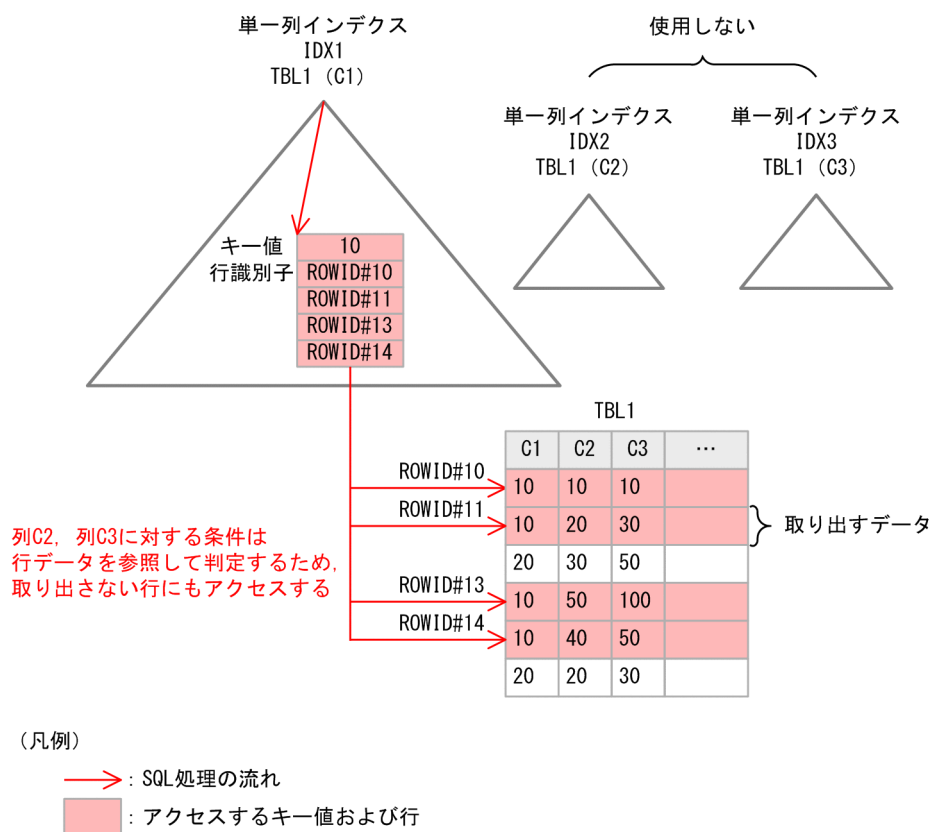 単一列インデクス
IDX1
TBL1 (C1)
使用しない
単一列インデクス
IDX2
TBL1 (C2)
単一列インデクス
IDX3
TBL1 (C3)
キー値
10
行識別子
ROWID#10
ROWID#11
ROWID#13
ROWID#14
TBL1
C1 C2 C3 …
ROWID#10
10 10 10
ROWID#11
10 20 30
取り出すデータ
20 30 50
ROWID#13
10 50 100
ROWID#14
10 40 50
20 20 30
列C2, 列C3に対する条件は
行データを参照して判定するため,
取り出さない行にもアクセスする
(凡例)
: SQL処理の流れ
: アクセスするキー値および行